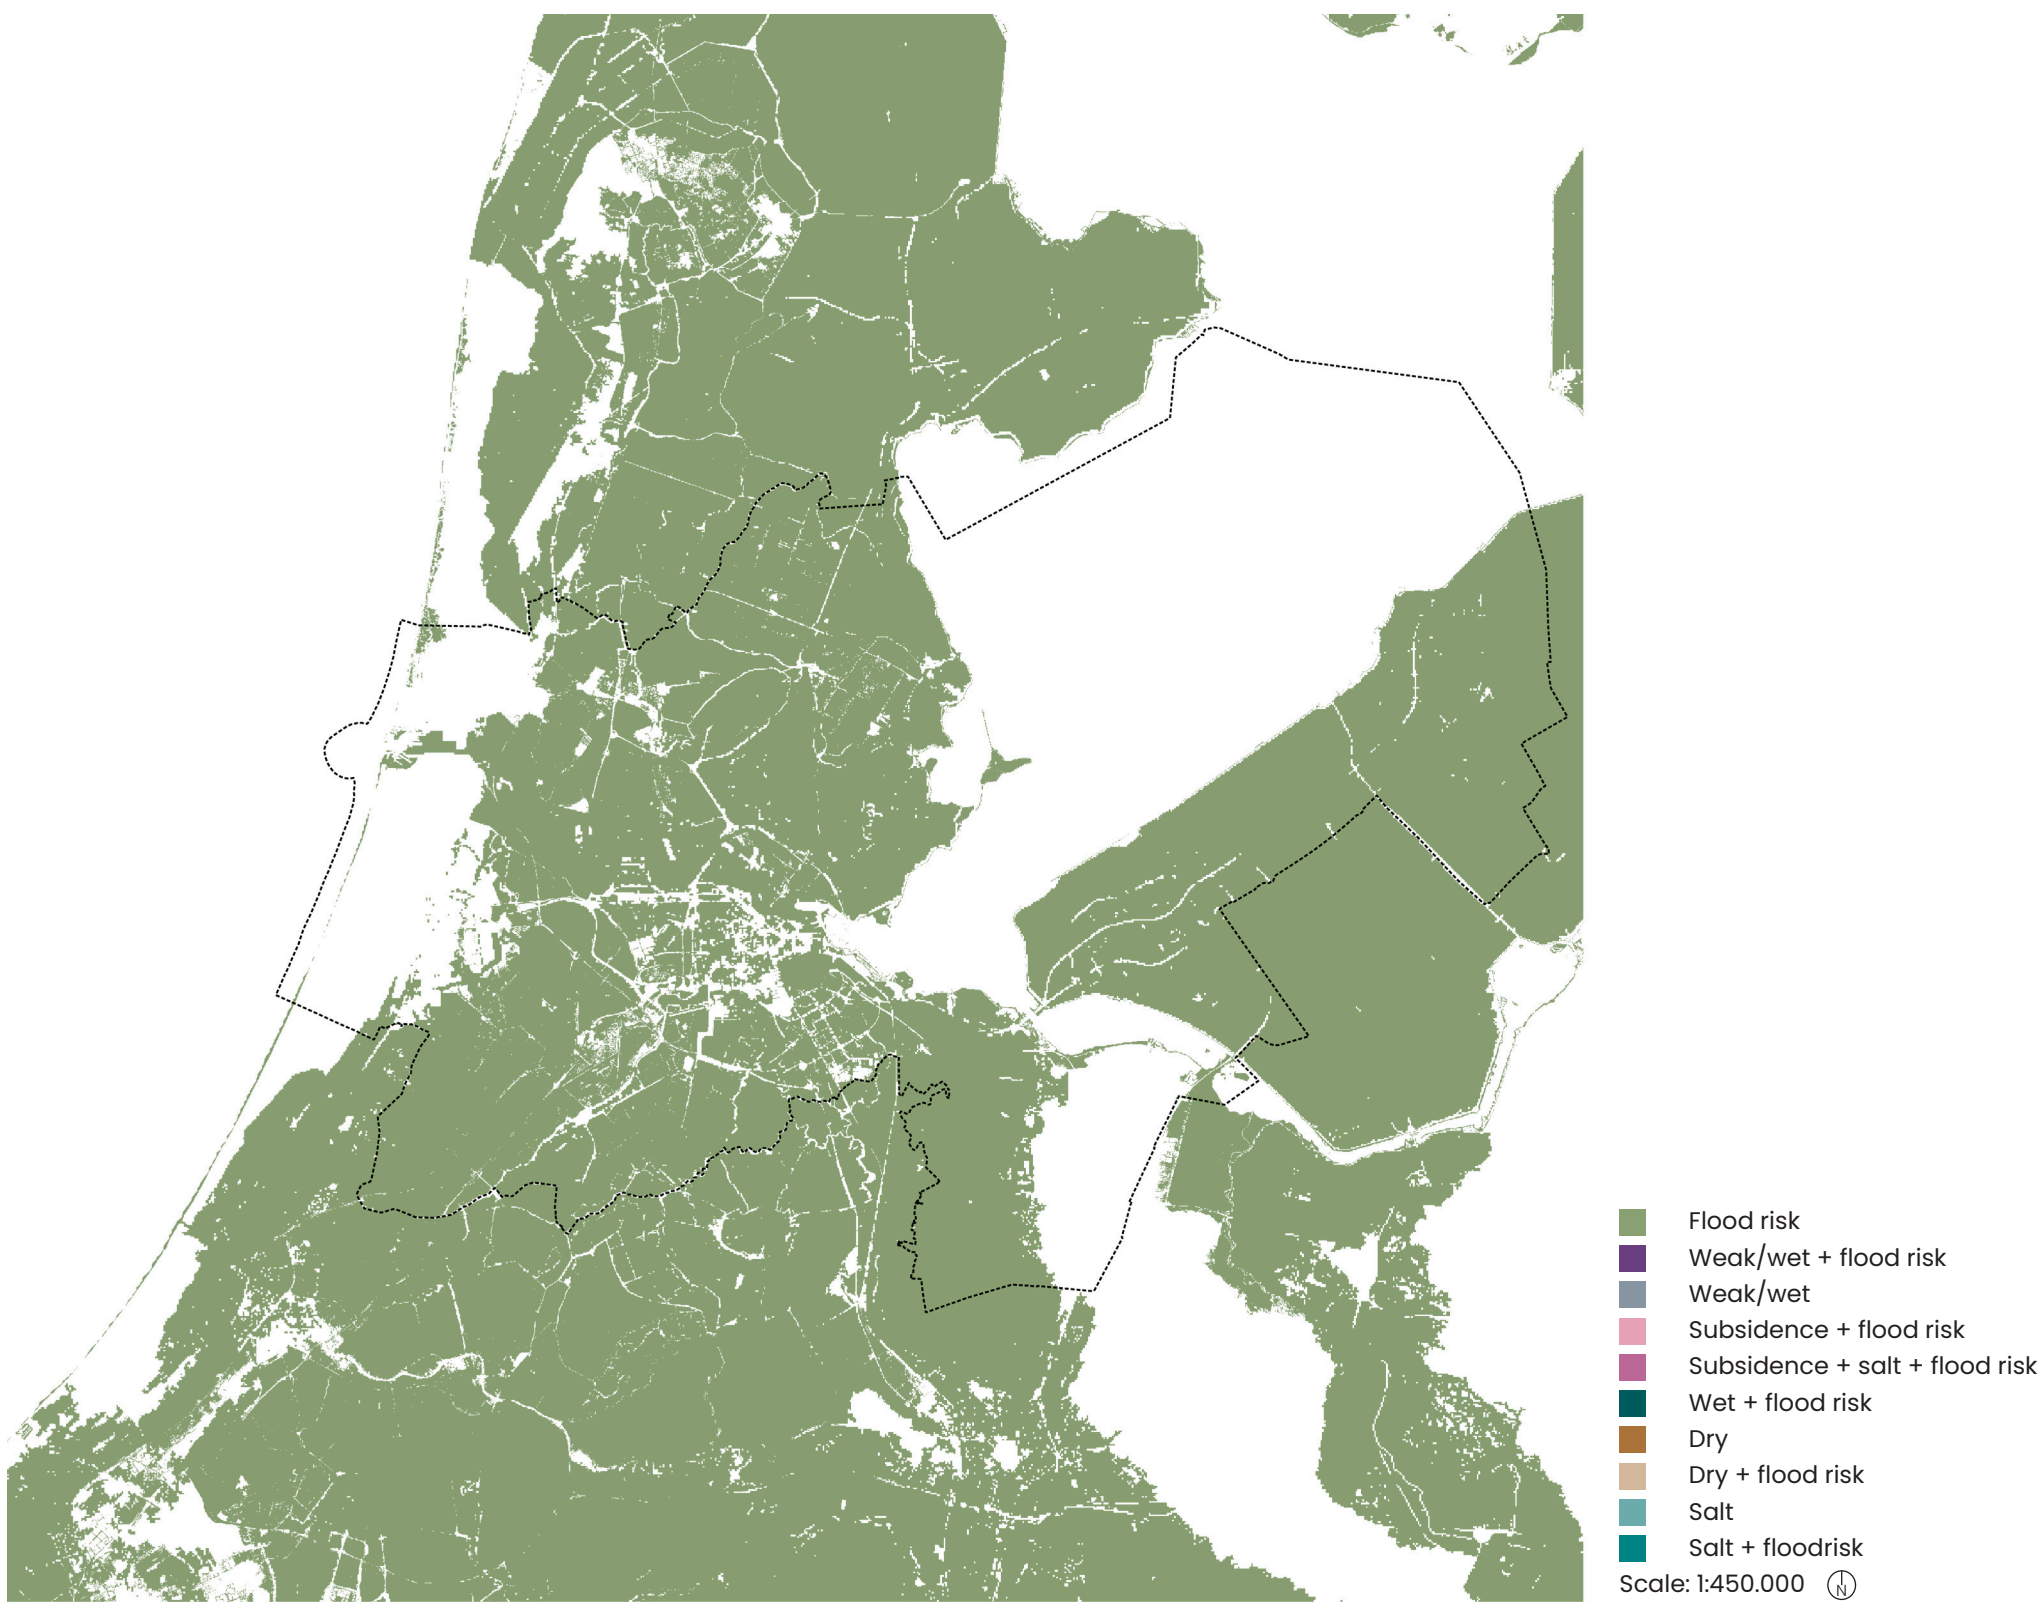 Flood risk
Weak/wet + flood risk
Weak/wet
Subsidence + flood risk
Subsidence + salt + flood risk
Wet + flood risk
Dry
Dry + flood risk
Salt
Salt + floodrisk
Scale: 1:450.000 N